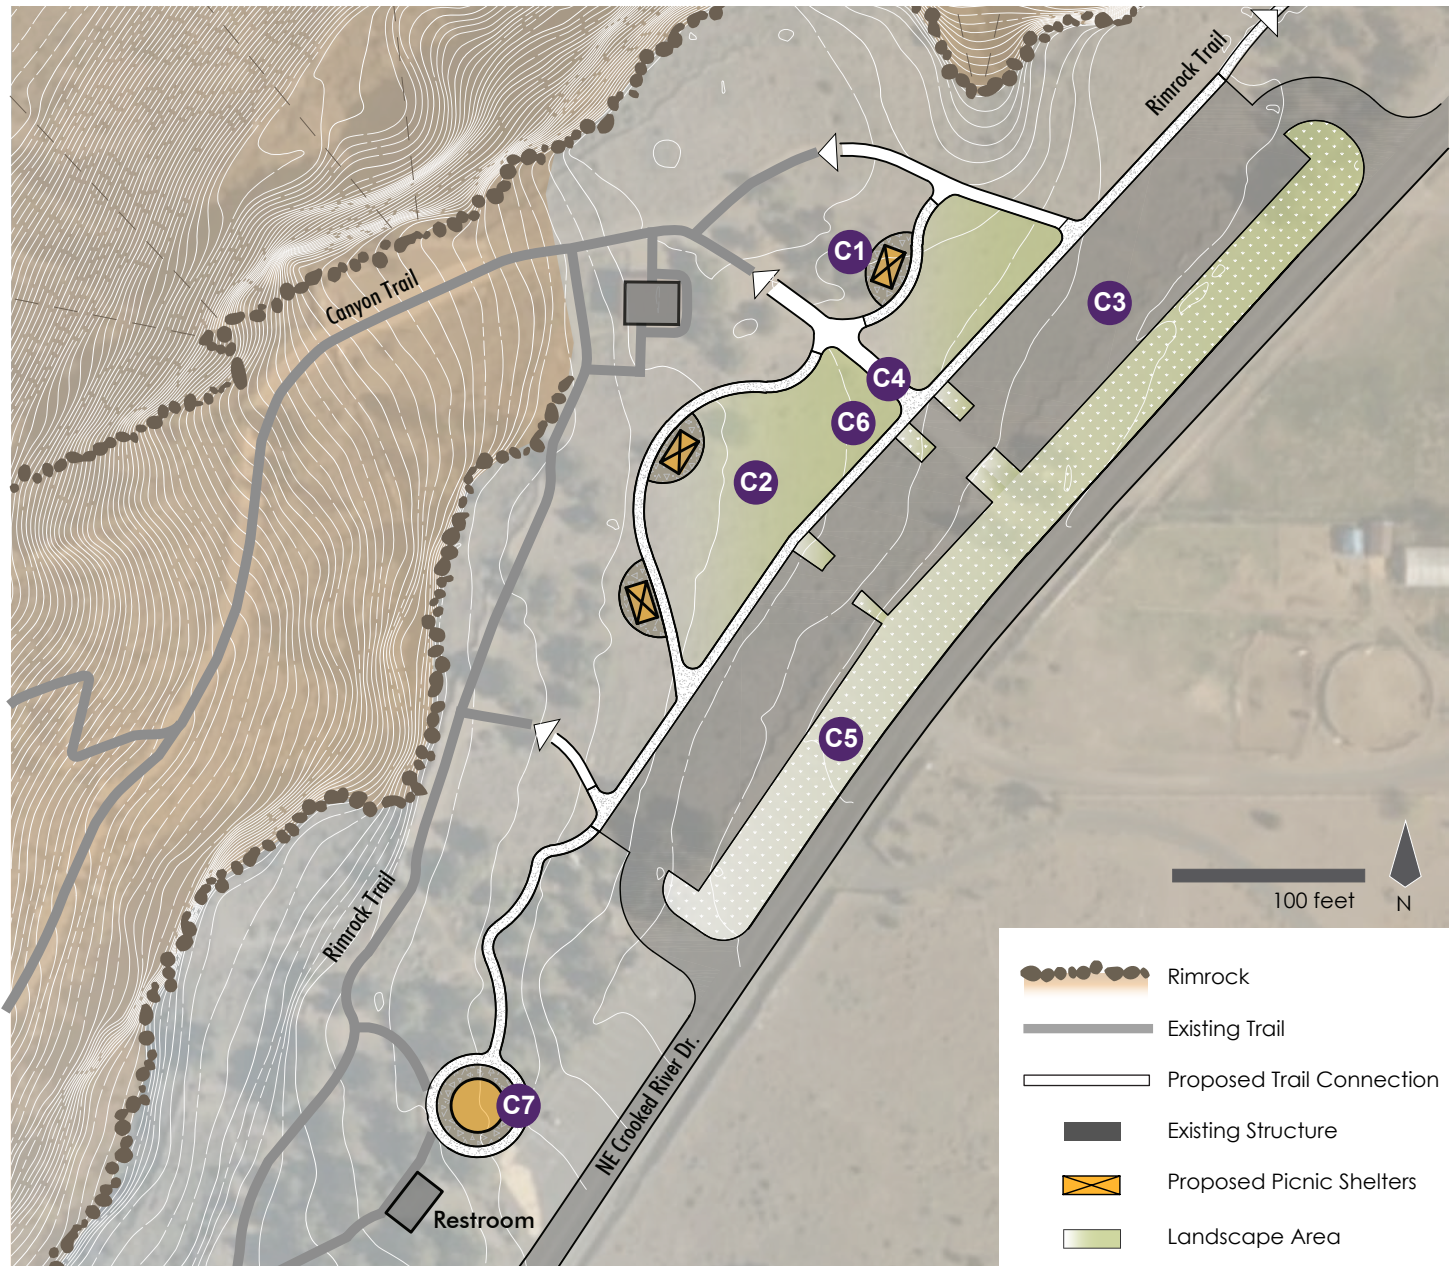 Rimrock Trail
C1
Canyon Trail
C3
C4
C6
C2
C5
Rimrock Trail
100 feet
N
NE Crooked River Dr.
C7
Restroom
Rimrock
Existing Trail
Proposed Trail Connection
Existing Structure
Proposed Picnic Shelters
Landscape Area